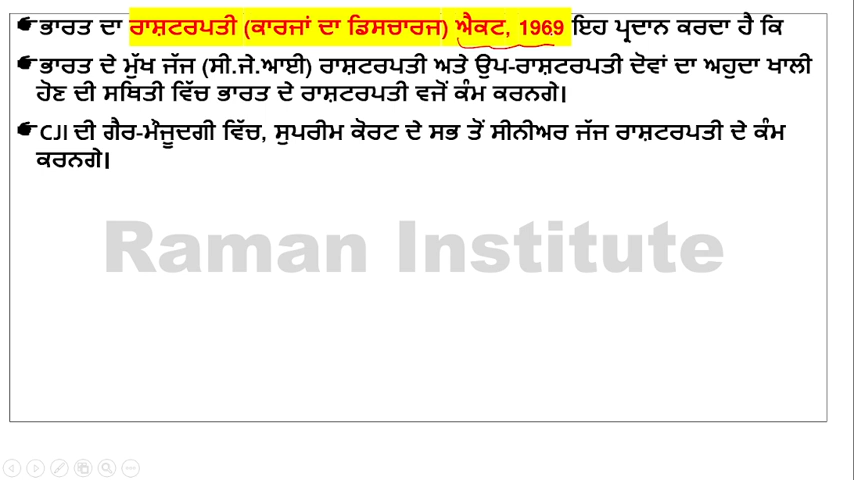 ਭਾਰਤ ਦਾ ਰਾਸ਼ਟਰਪਤੀ (ਕਾਰਜਾਂ ਦਾ ਡਿਸਚਾਰਜ) ਐਕਟ, 1969 ਇਹ ਪ੍ਰਦਾਨ ਕਰਦਾ ਹੈ ਕਿ
ਭਾਰਤ ਦੇ ਮੁੱਖ ਜੱਜ (ਸੀ.ਜੇ.ਆਈ) ਰਾਸ਼ਟਰਪਤੀ ਅਤੇ ਉਪ-ਰਾਸ਼ਟਰਪਤੀ ਦੋਵਾਂ ਦਾ ਅਹੁਦਾ ਖਾਲੀ
ਹੋਣ ਦੀ ਸਥਿਤੀ ਵਿੱਚ ਭਾਰਤ ਦੇ ਰਾਸ਼ਟਰਪਤੀ ਵਜੋਂ ਕੰਮ ਕਰਨਗੇ।
CJI ਦੀ ਗੈਰ-ਮੌਜੂਦਗੀ ਵਿੱਚ, ਸੁਪਰੀਮ ਕੋਰਟ ਦੇ ਸਭ ਤੋਂ ਸੀਨੀਅਰ ਜੱਜ ਰਾਸ਼ਟਰਪਤੀ ਦੇ ਕੰਮ
ਕਰਨਗੇ।
Raman Institute